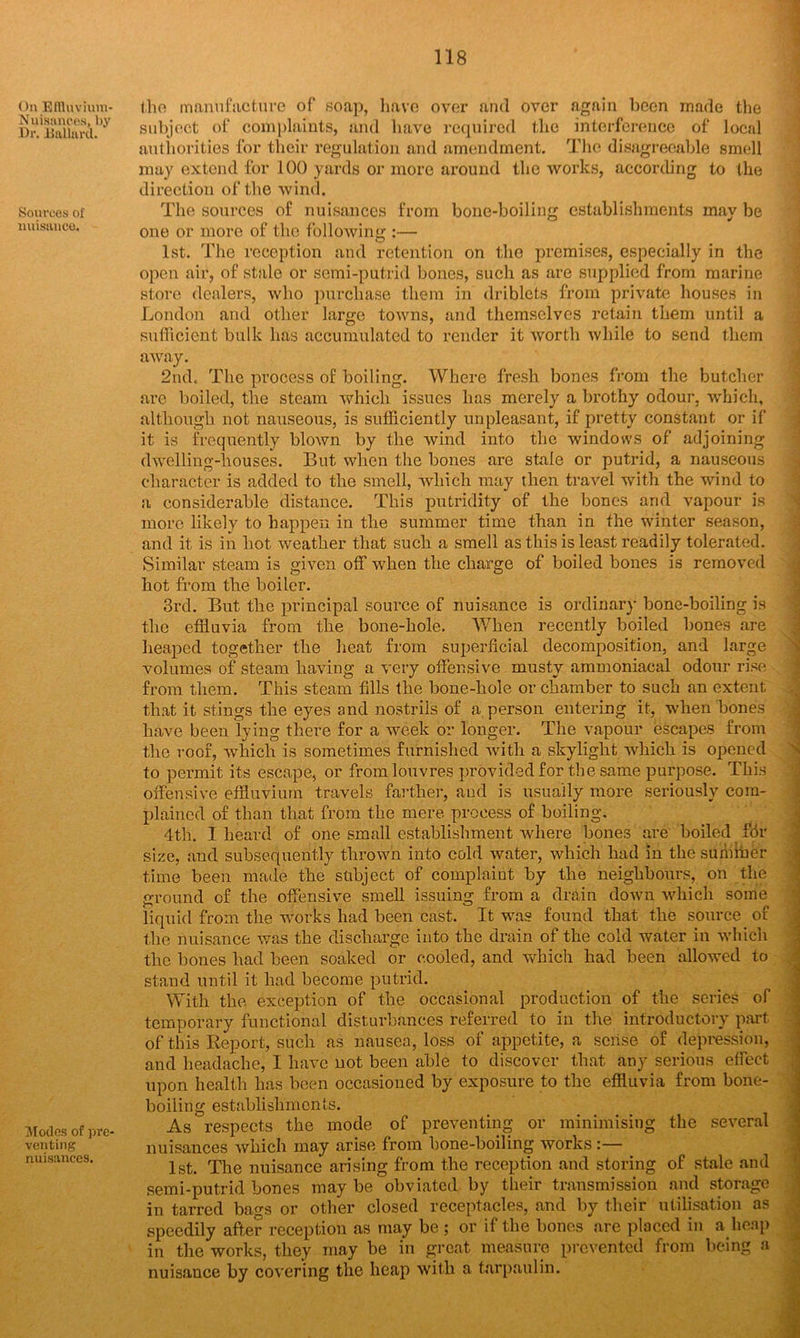 118
On Effluvium-
Nuisances, by
Dr. Ballard.
the manufacture of soap, have over and over again been made the
subject of complaints, and have required the interference of local
authorities for their regulation and amendment. The disagreeable smell
may extend for 100 yards or more around the works, according to the
direction of the wind.
Sources of
nuisance.
The sources of nuisances from bone-boiling establishments may be
one or more of the following :—
1st. The reception and retention on the premises, especially in the
open air, of stale or semi-putrid bones, such as are supplied from marine
store dealers, who purchase them in driblets from private houses in
London and other large towns, and themselves retain them until a
sufficient bulk has accumulated to render it worth while to send them
away.
2nd. The process of boiling. Where fresh bones from the butcher
are boiled, the steam which issues has merely a brothy odour, which,
although not nauseous, is sufficiently unpleasant, if pretty constant or if
it is frequently blown by the wind into the windows of adjoining
dwelling-houses. But when the bones are stale or putrid, a nauseous
character is added to the smell, which may then travel with the wind to
a considerable distance. This putridity of the bones and vapour is
more likely to happen in the summer time than in the winter season,
and it is in hot weather that such a smell as this is least readily tolerated.
Similar steam is given off when the charge of boiled bones is removed
hot from the boiler.
3rd. But the principal source of nuisance is ordinary bone-boiling is
the effluvia from the bone-hole. When recently boiled bones are
heaped together the heat from superficial decomposition, and large
volumes of steam having a very offensive musty ammoniacal odour rise
from them. This steam fills the bone-hole or chamber to such an extent
that it stings the eyes and nostrils of a person entering it, when bones
have been lying there for a week or longer. The vapour escapes from
the roof, which is sometimes furnished with a skylight which is opened
to permit its escape, or from louvres provided for the same purpose. This
offensive effluvium travels farther, and is usually more seriously com-
plained of than that from the mere process of boiling.
4th. I heard of one small establishment where bones are boiled for
size, and subsequently thrown into cold water, which had in the summer
time been made the subject of complaint by the neighbours, on the
ground of the offensive smell issuing from a drain down which some
liquid from the works had been cast. It was found that the source of
the nuisance was the discharge into the drain of the cold water in which
the bones had been soaked or cooled, and which had been allowed to
stand until it had become putrid.
With the exception of the occasional production of the series of
temporary functional disturbances referred to in the introductory part
of this Report, such as nausea, loss of appetite, a sense of depression,
and headache, I have not been able to discover that any serious effect
upon health has been occasioned by exposure to the effluvia from bone-
boiling establishments.
Modes of pre-
venting
nuisances.
As respects the mode of preventing or minimising the several
nuisances which may arise from bone-boiling works :—
1st. The nuisance arising from the reception and storing of stale and
semi-putrid bones may be obviated by their transmission and storage
in tarred bags or other closed receptacles, and by their utilisation as
speedily after reception as may be ; or if the bones are placed in a heap
in the works, they may be in great measure prevented from being a
nuisance by covering the heap with a tarpaulin.